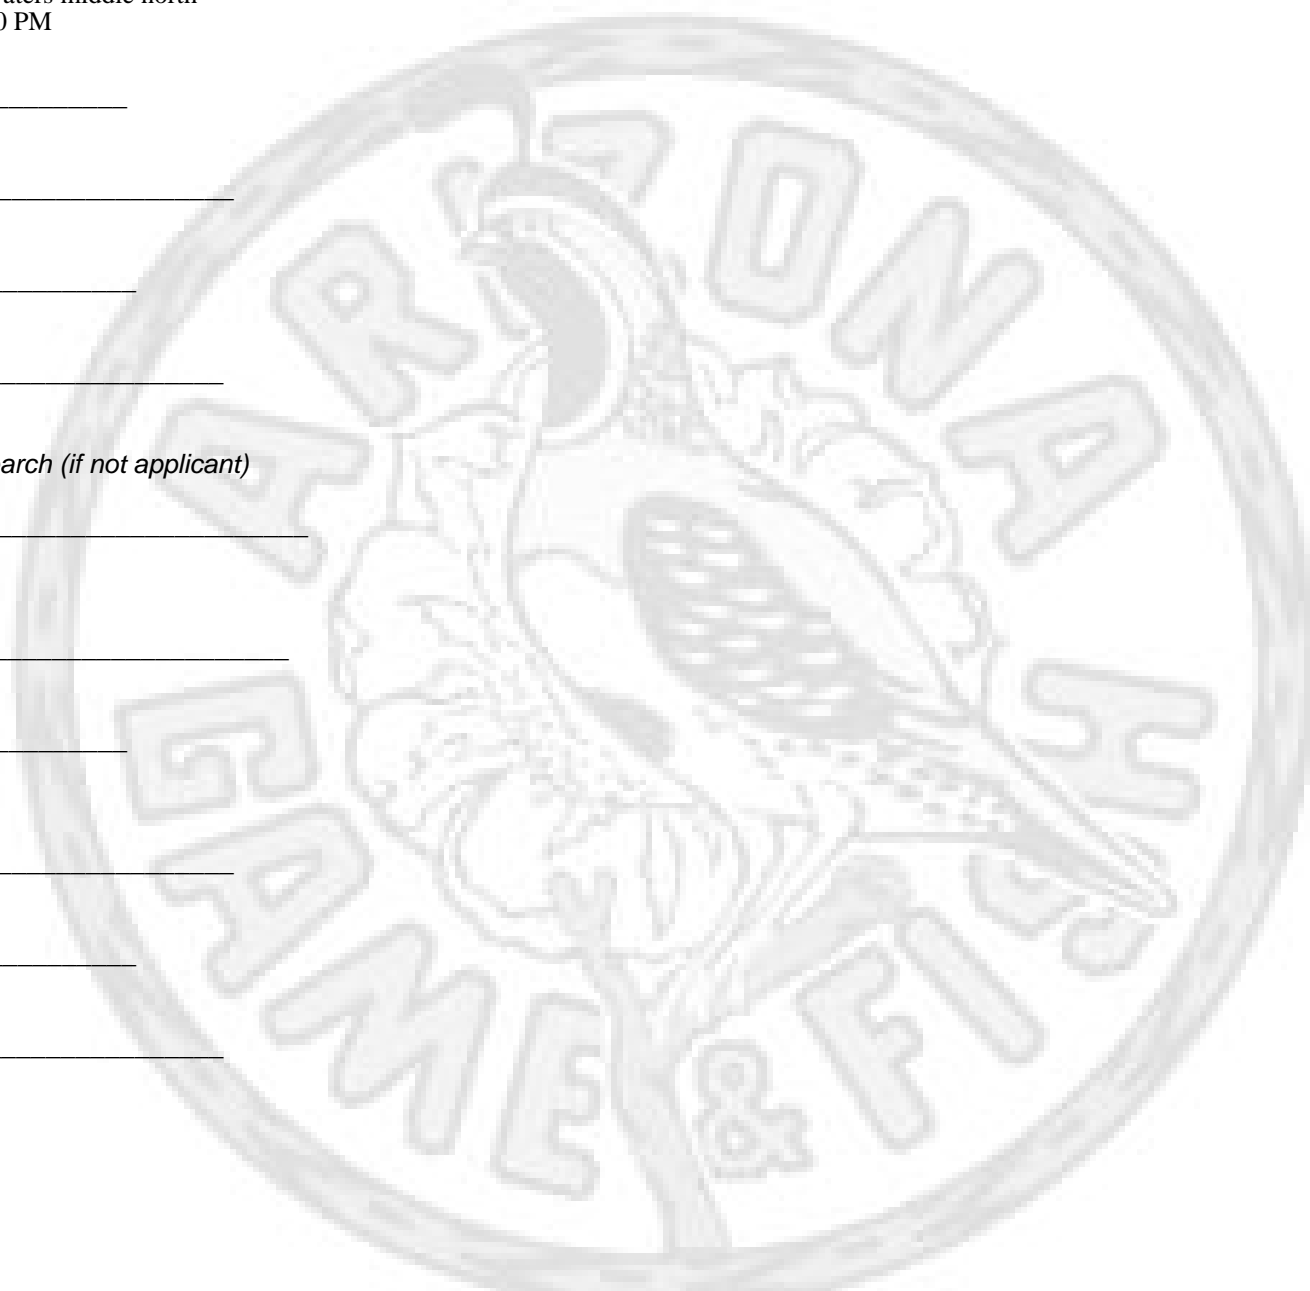 aters middle north
0 PM
arch (if not applicant)
ARIZONA
GAME & FISH